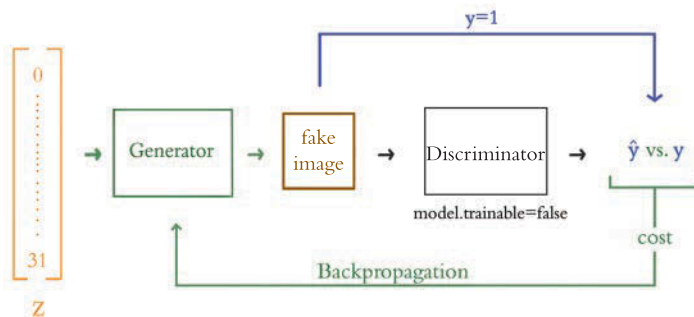 y=1
0
31
z
Generator
fake
image
Discriminator
model.trainable=false
ŷ vs. y
cost
Backpropagation